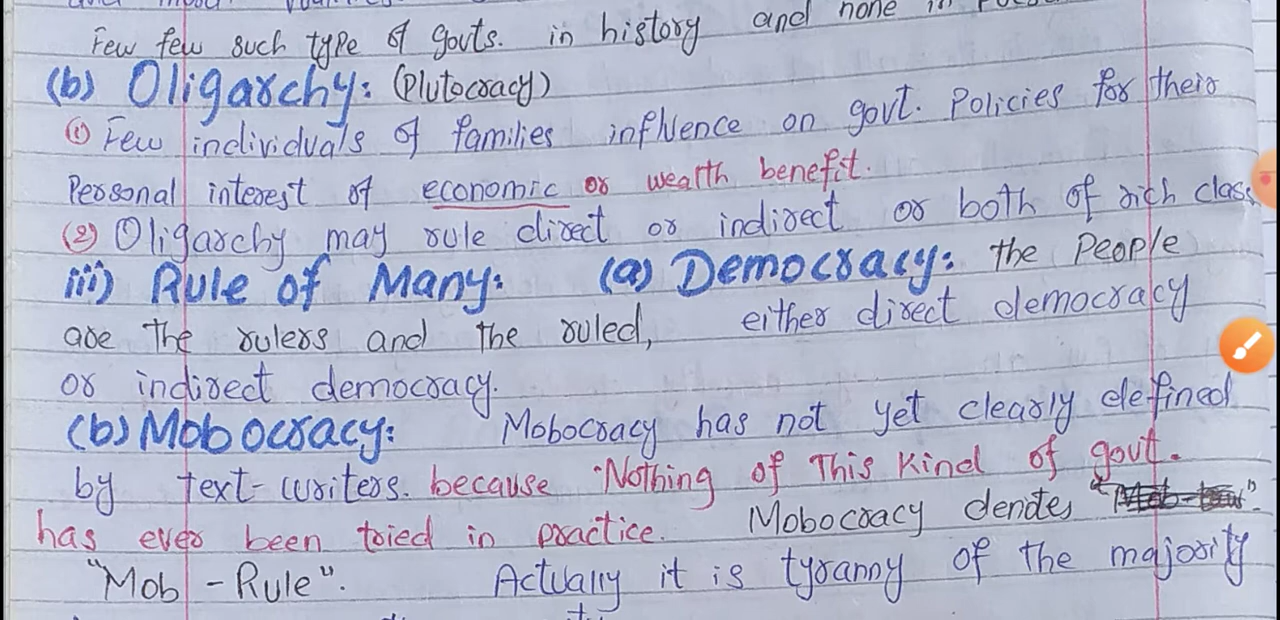 Few few such type of govts. in history and none in
(b) Oligarchy: (Plutocracy)
(1) Few individuals of families influence on govt. Policies for their
Personal interest of economic or wealth benefit.
(2) Oligarchy may rule direct or indirect or both of rich class
iii) Rule of Many: (a) Democracy: the People
are the rulers and the ruled, either direct democracy
or indirect democracy.
(b) Mobocracy: Mobocracy has not yet clearly defined
by text-writers. because "Nothing of This Kind of govt.
has ever been tried in practice. Mobocracy denotes "
"Mob-Rule". Actually it is tyranny of the majority